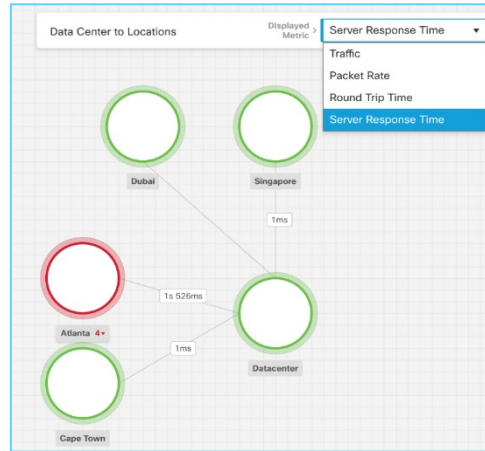 Data Center to Locations
Displayed Metric > Server Response Time ▾
Traffic
Packet Rate
Round Trip Time
Server Response Time
Dubai
Singapore
1ms
1s 526ms
Atlanta 4▾
1ms
Datacenter
Cape Town